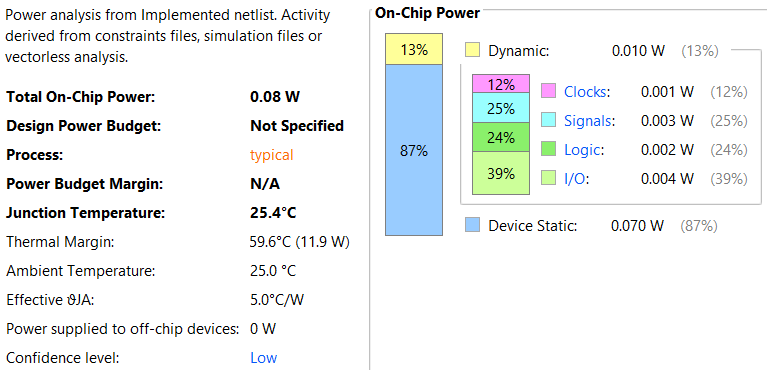 Power analysis from Implemented netlist. Activity
derived from constraints files, simulation files or
vectorless analysis.
Total On-Chip Power: 0.08 W
Design Power Budget: Not Specified
Process: typical
Power Budget Margin: N/A
Junction Temperature: 25.4°C
Thermal Margin: 59.6°C (11.9 W)
Ambient Temperature: 25.0 °C
Effective ϑJA: 5.0°C/W
Power supplied to off-chip devices: 0 W
Confidence level: Low
On-Chip Power
13%
87%
Dynamic: 0.010 W (13%)
12%
25%
24%
39%
Clocks: 0.001 W (12%)
Signals: 0.003 W (25%)
Logic: 0.002 W (24%)
I/O: 0.004 W (39%)
Device Static: 0.070 W (87%)